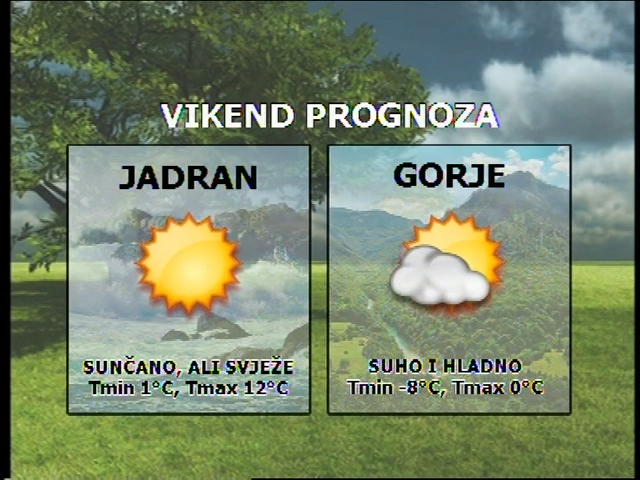 VIKEND PROGNOZA
JADRAN
SUNČANO, ALI SVJEŽE
Tmin 1°C, Tmax 12°C
GORJE
SUHO I HLADNO
Tmin -8°C, Tmax 0°C